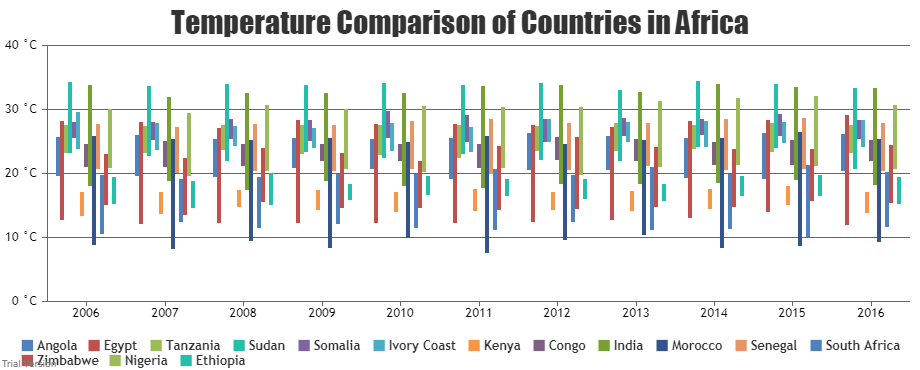 Temperature Comparison of Countries in Africa
40 °C
30 °C
20 °C
10 °C
0 °C
2006 2007 2008 2009 2010 2011 2012 2013 2014 2015 2016
Angola Egypt Tanzania Sudan Somalia Ivory Coast Kenya Congo India Morocco Senegal South Africa
Zimbabwe Nigeria Ethiopia
Trial Version